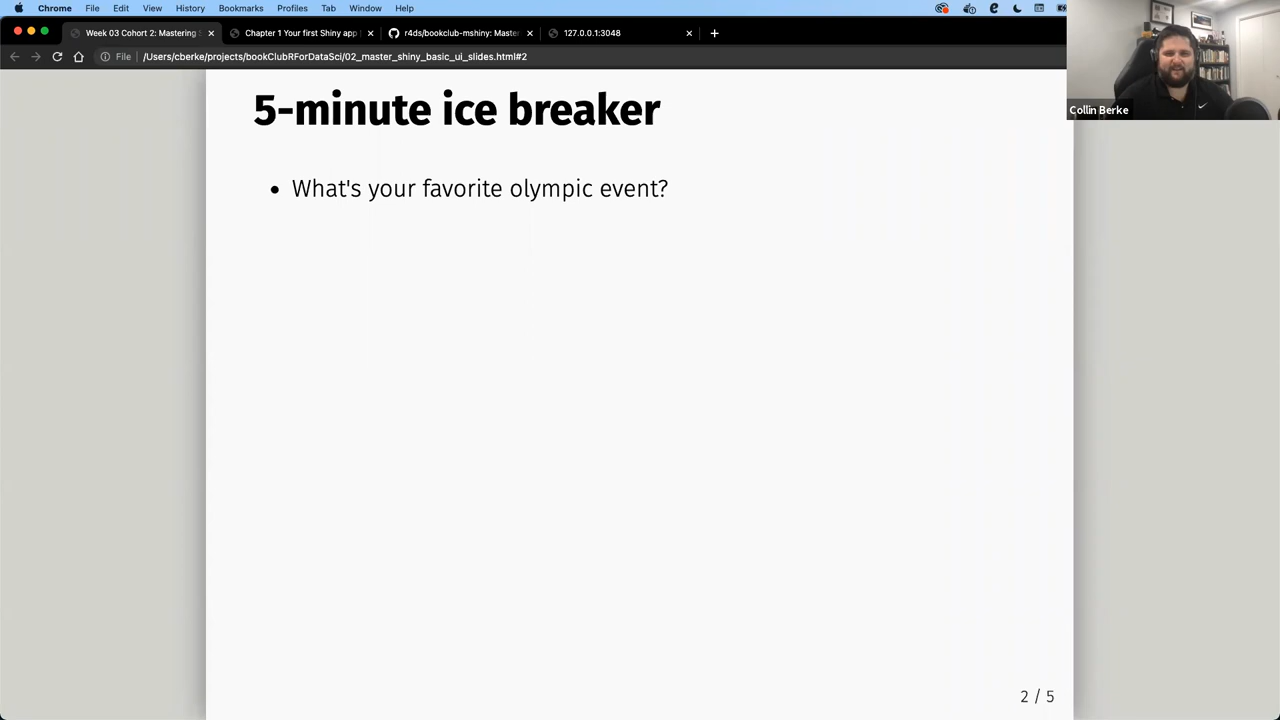 Chrome File Edit View History Bookmarks Profiles Tab Window Help
Week 03 Cohort 2: Mastering Chapter 1 Your first Shiny app r4ds/bookclub-mshiny: Master 127.0.0.1:3048
File /Users/cberke/projects/bookClubRForDataSci/02_master_shiny_basic_ui_slides.html#2
Collin Berke
5-minute ice breaker
• What's your favorite olympic event?
2 / 5